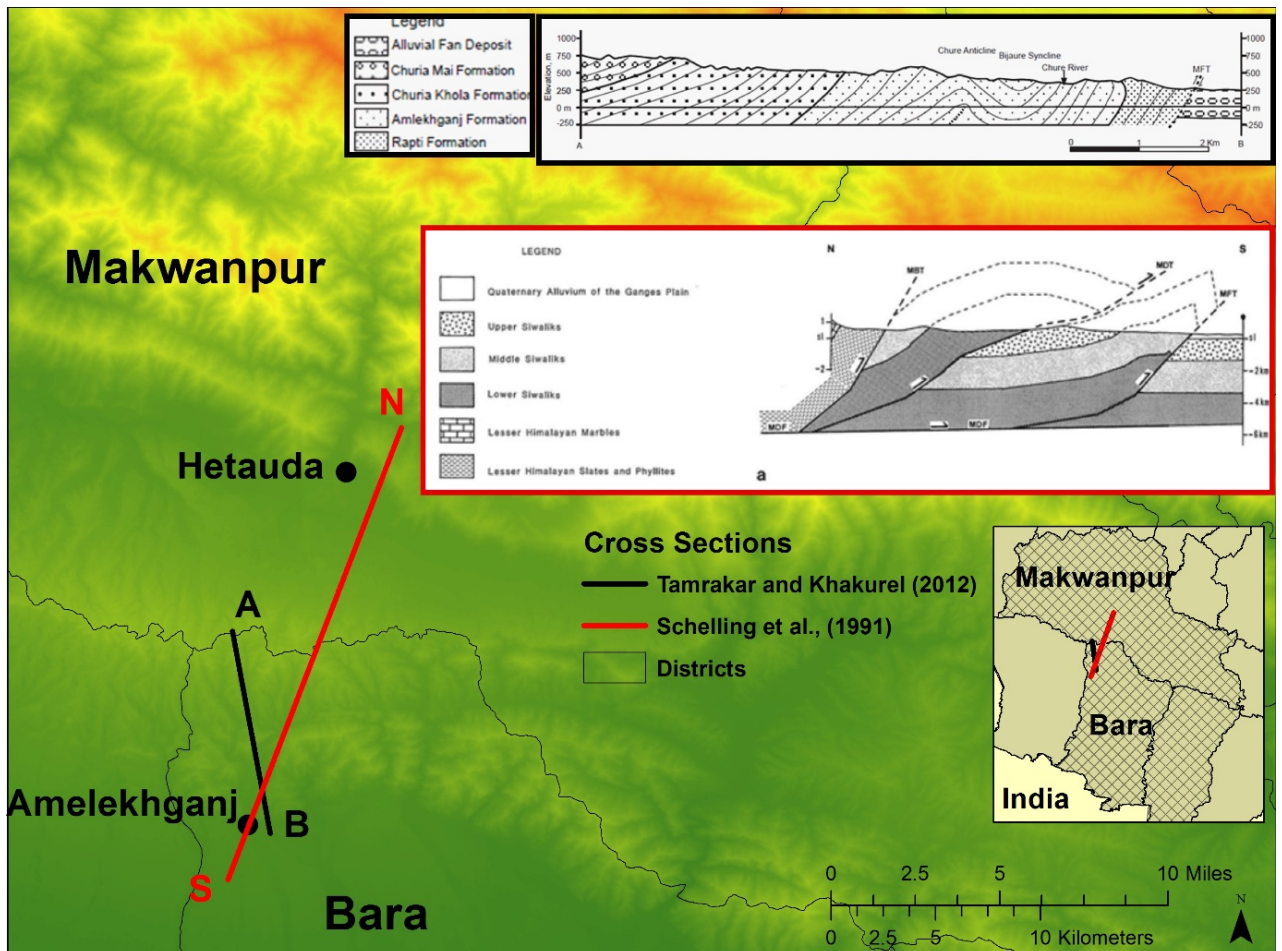 Legend
Alluvial Fan Deposit
Churia Mai Formation
Churia Khola Formation
Amlekhganj Formation
Rapti Formation
Elevation, m
1000
750
500
250
0 m
-250
A
Chure Anticline
Bijaure Syncline
Chure River
MFT
1000
750
500
250
0 m
-250
B
0 1 2 Km
LEGEND
Quaternary Alluvium of the Ganges Plain
Upper Siwaliks
Middle Siwaliks
Lower Siwaliks
Lesser Himalayan Marbles
Lesser Himalayan Slates and Phyllites
N
S
MBT
MDT
MFT
sl
-2
MDF
MDF
sl
-2km
-4km
-6km
a
Makwanpur
N
Hetauda
A
Amelekhganj
B
S
Bara
Cross Sections
Tamrakar and Khakurel (2012)
Schelling et al., (1991)
Districts
Makwanpur
Bara
India
0 2.5 5 10 Miles
0 2.5 5 10 Kilometers
N